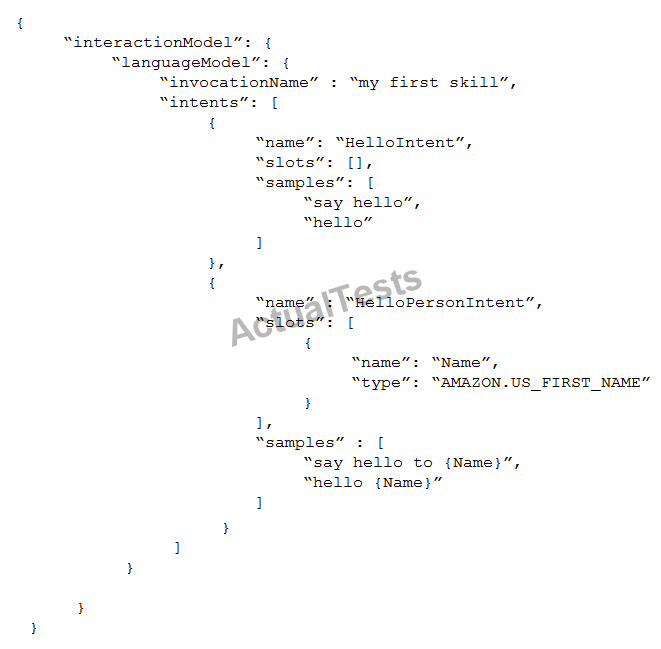 {
“interactionModel”: {
“languageModel”: {
“invocationName” : “my first skill”,
“intents”: [
{
“name”: “HelloIntent”,
“slots”: [],
“samples”: [
“say hello”,
“hello”
]
},
{
“name” : “HelloPersonIntent”,
“slots”: [
{
“name”: “Name”,
“type”: “AMAZON.US_FIRST_NAME”
}
],
“samples” : [
“say hello to {Name}”,
“hello {Name}”
]
}
]
}
}
}
ActualTests